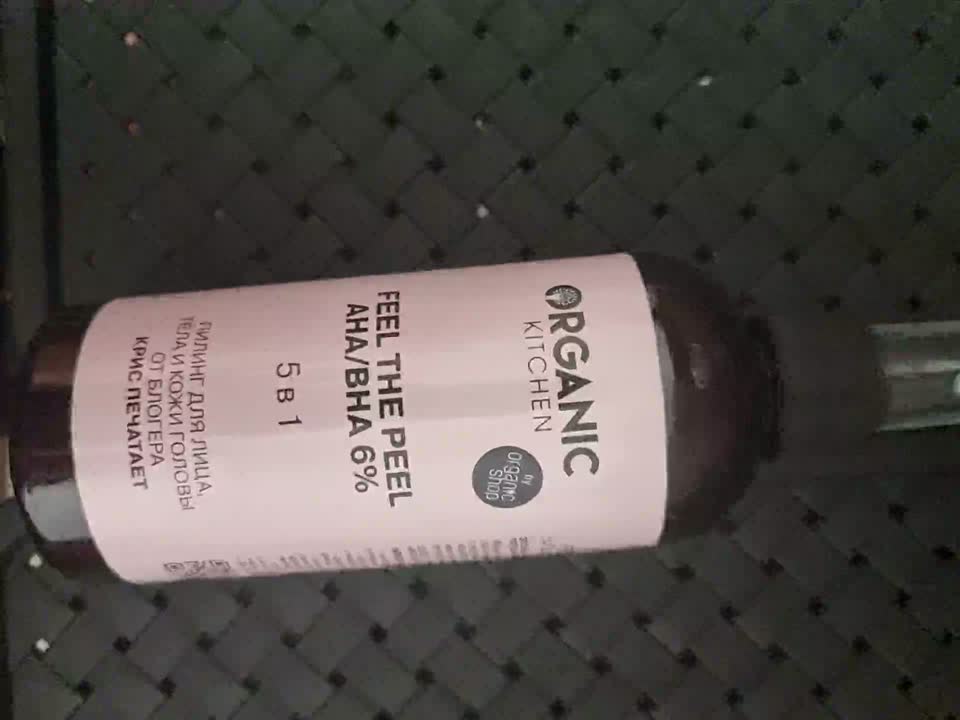 ORGANIC
KITCHEN
by
organic
shop
FEEL THE PEEL
AHA/BHA 6%
5 в 1
ПИЛИНГ ДЛЯ ЛИЦА,
ТЕЛА И КОЖИ ГОЛОВЫ
ОТ БЛОГЕРА
КРИС ПЕЧАТАЕТ